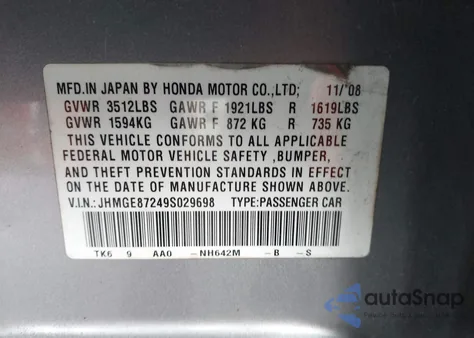 MFD.IN JAPAN BY HONDA MOTOR CO.,LTD; 11/'08
GVWR 3512LBS GAWR F 1921LBS R 1619LBS
GVWR 1594KG GAWR F 872 KG R 735 KG
THIS VEHICLE CONFORMS TO ALL APPLICABLE
FEDERAL MOTOR VEHICLE SAFETY ,BUMPER,
AND THEFT PREVENTION STANDARDS IN EFFECT
ON THE DATE OF MANUFACTURE SHOWN ABOVE.
V.I.N.: JHMGE87249S029698 TYPE:PASSENGER CAR
TK6 9 AA0 -NH642M -B -S
autoSnap